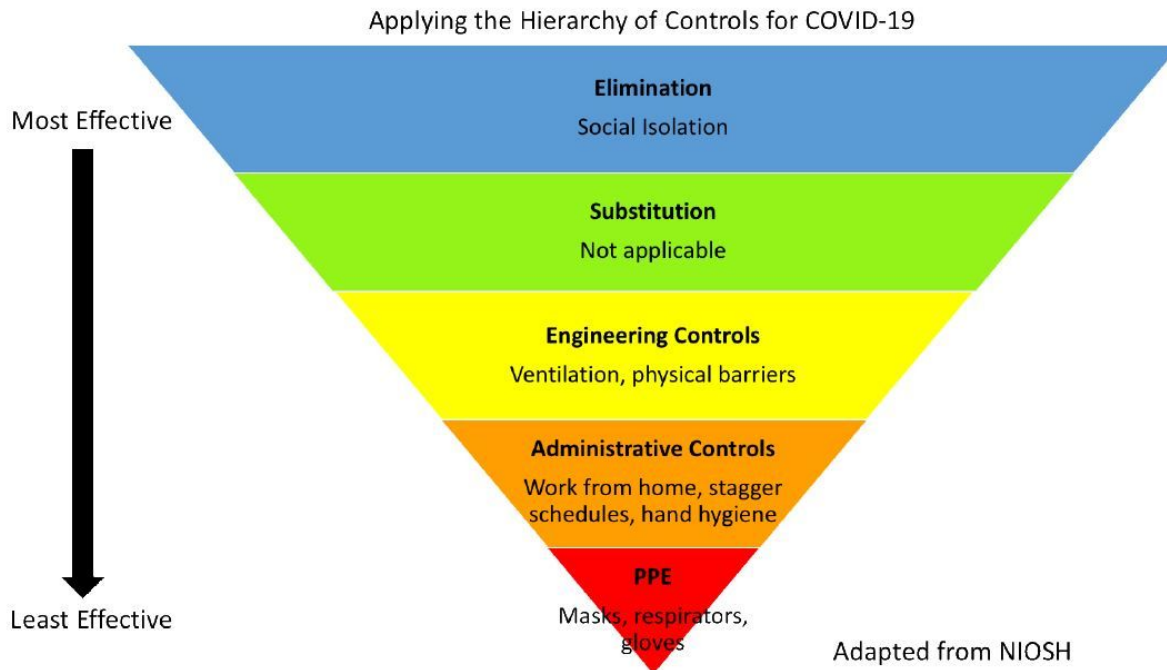 Applying the Hierarchy of Controls for COVID-19
Elimination
Social Isolation
Most Effective
Substitution
Not applicable
Engineering Controls
Ventilation, physical barriers
Administrative Controls
Work from home, stagger
schedules, hand hygiene
PPE
Masks, respirators,
gloves
Least Effective
Adapted from NIOSH